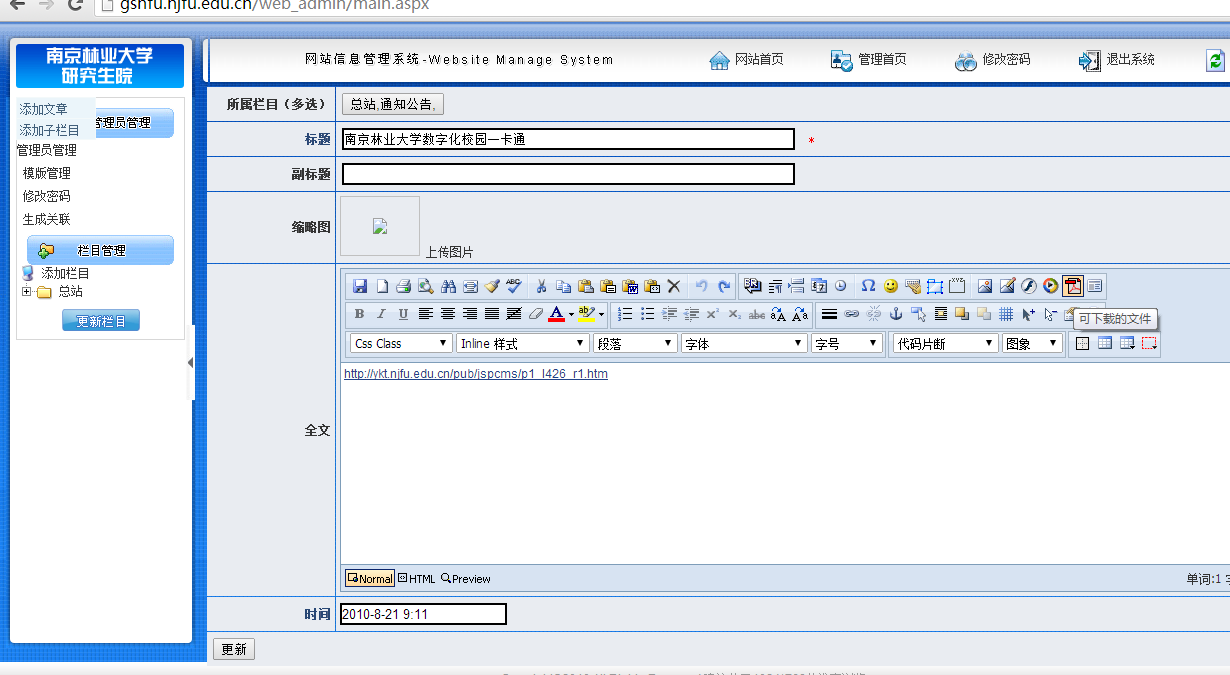 gshfu.njfu.edu.cn/web_admin/main.aspx
南京林业大学
研究生院
网站信息管理系统-Website Manage System
网站首页
管理首页
修改密码
退出系统
添加文章
管理员管理
添加子栏目
管理员管理
模版管理
修改密码
生成关联
栏目管理
添加栏目
总站
更新栏目
所属栏目（多选）
总站,通知公告,
标题
南京林业大学数字化校园一卡通
*
副标题
缩略图
上传图片
全文
可下载的文件
Css Class
Inline 样式
段落
字体
字号
代码片断
图象
http://ykt.njfu.edu.cn/pub/jspcms/p1_l426_r1.htm
Normal
HTML
Preview
单词:1
时间
2010-8-21 9:11
更新